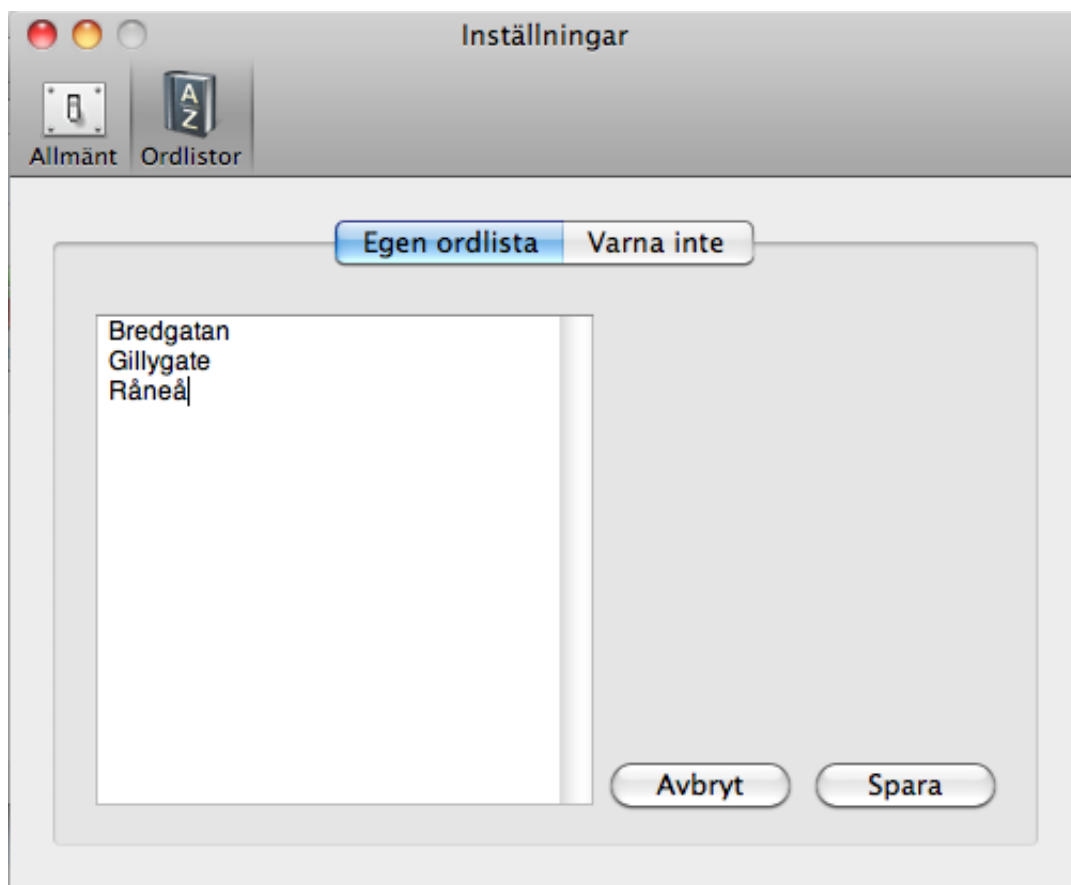 Inställningar
Allmänt Ordlistor
Egen ordlista Varna inte
Bredgatan
Gillygate
Råneå
Avbryt Spara